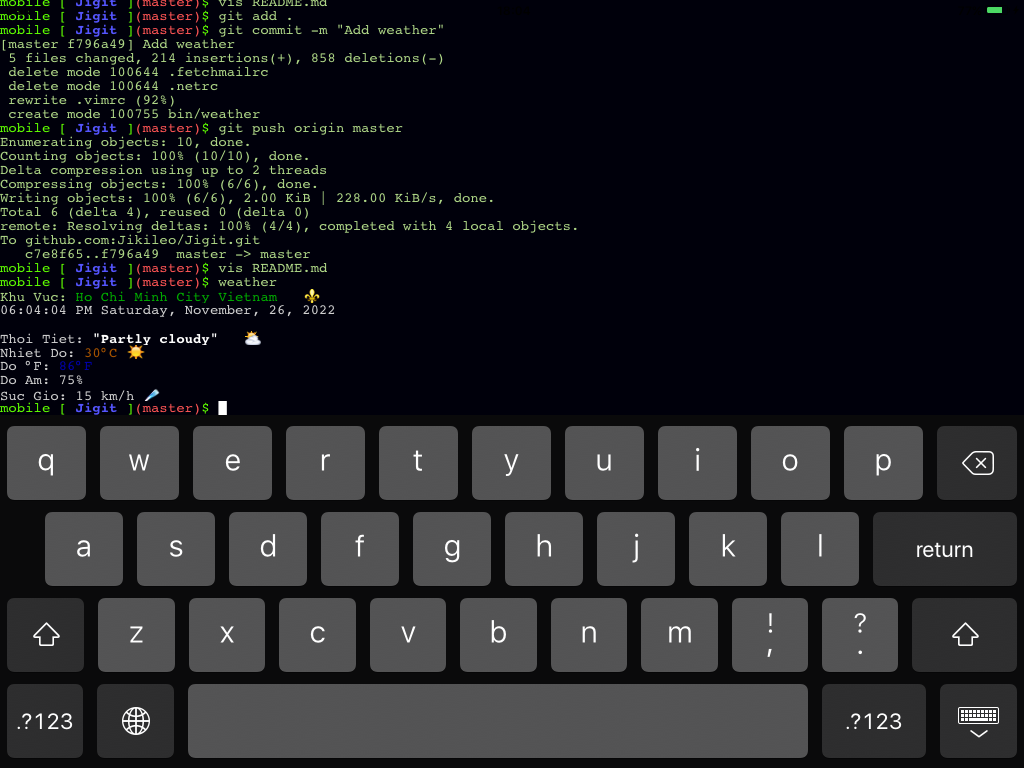 mobile [ Jigit ](master)$ vis README.md
mobile [ Jigit ](master)$ git add .
mobile [ Jigit ](master)$ git commit -m "Add weather"
[master f796a49] Add weather
 5 files changed, 214 insertions(+), 858 deletions(-)
 delete mode 100644 .fetchmailrc
 delete mode 100644 .netrc
 rewrite .vimrc (92%)
 create mode 100755 bin/weather
mobile [ Jigit ](master)$ git push origin master
Enumerating objects: 10, done.
Counting objects: 100% (10/10), done.
Delta compression using up to 2 threads
Compressing objects: 100% (6/6), done.
Writing objects: 100% (6/6), 2.00 KiB | 228.00 KiB/s, done.
Total 6 (delta 4), reused 0 (delta 0)
remote: Resolving deltas: 100% (4/4), completed with 4 local objects.
To github.com:Jikileo/Jigit.git
   c7e8f65..f796a49  master -> master
mobile [ Jigit ](master)$ vis README.md
mobile [ Jigit ](master)$ weather
Khu Vuc: Ho Chi Minh City Vietnam ⚜️
06:04:04 PM Saturday, November, 26, 2022
Thoi Tiet: "Partly cloudy" 🌥️
Nhiet Do: 30°C ☀️
Do °F: 86°F
Do Am: 75%
Suc Gio: 15 km/h
mobile [ Jigit ](master)$
q w e r t y u i o p
a s d f g h j k l return
z x c v b n m ! , ? .
.?123 .?123